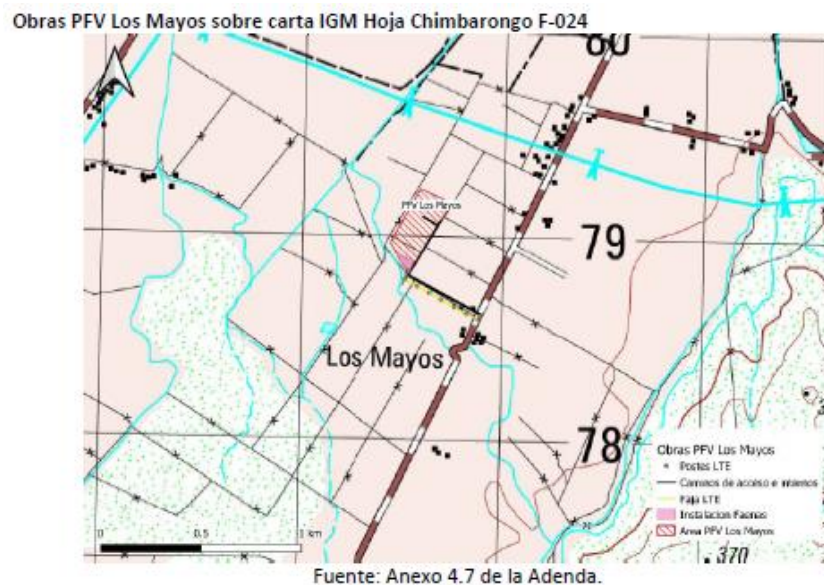 Obras PFV Los Mayos sobre carta IGM Hoja Chimbarongo F-024
80
PFV Los Mayos
79
Los Mayos
78
Obras PFV Los Mayos
Postes LTE
Caminos de acceso e internos
Faja LTE
Instalacion Faenas
Area PFV Los Mayos
0 0.5 1 km
370
Fuente: Anexo 4.7 de la Adenda.